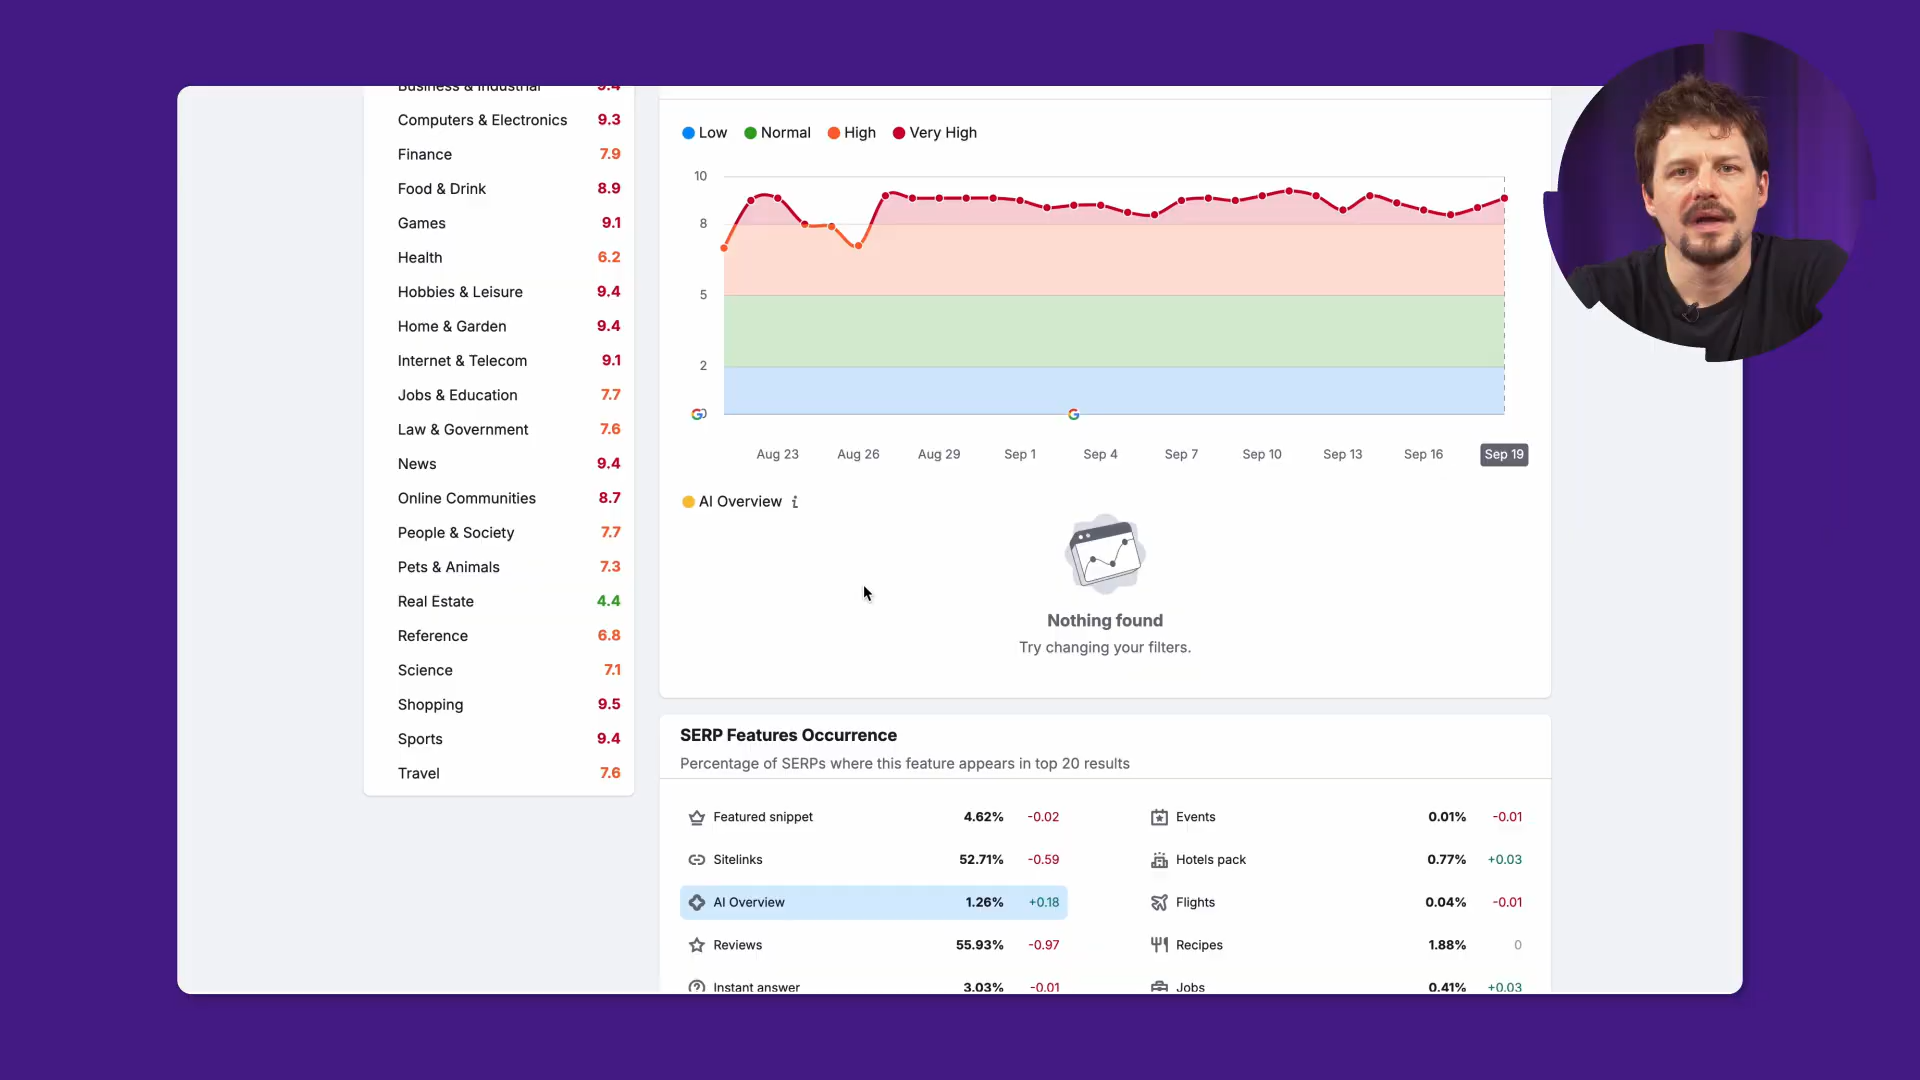 Business & Industrial 9.4
Computers & Electronics 9.3
Finance 7.9
Food & Drink 8.9
Games 9.1
Health 6.2
Hobbies & Leisure 9.4
Home & Garden 9.4
Internet & Telecom 9.1
Jobs & Education 7.7
Law & Government 7.6
News 9.4
Online Communities 8.7
People & Society 7.7
Pets & Animals 7.3
Real Estate 4.4
Reference 6.8
Science 7.1
Shopping 9.5
Sports 9.4
Travel 7.6
Low Normal High Very High
10
8
5
2
0
Aug 23 Aug 26 Aug 29 Sep 1 Sep 4 Sep 7 Sep 10 Sep 13 Sep 16 Sep 19
AI Overview i
Nothing found
Try changing your filters.
SERP Features Occurrence
Percentage of SERPs where this feature appears in top 20 results
Featured snippet 4.62% -0.02
Sitelinks 52.71% -0.59
AI Overview 1.26% +0.18
Reviews 55.93% -0.97
Instant answer 3.03% -0.01
Events 0.01% -0.01
Hotels pack 0.77% +0.03
Flights 0.04% -0.01
Recipes 1.88% 0
Jobs 0.41% +0.03